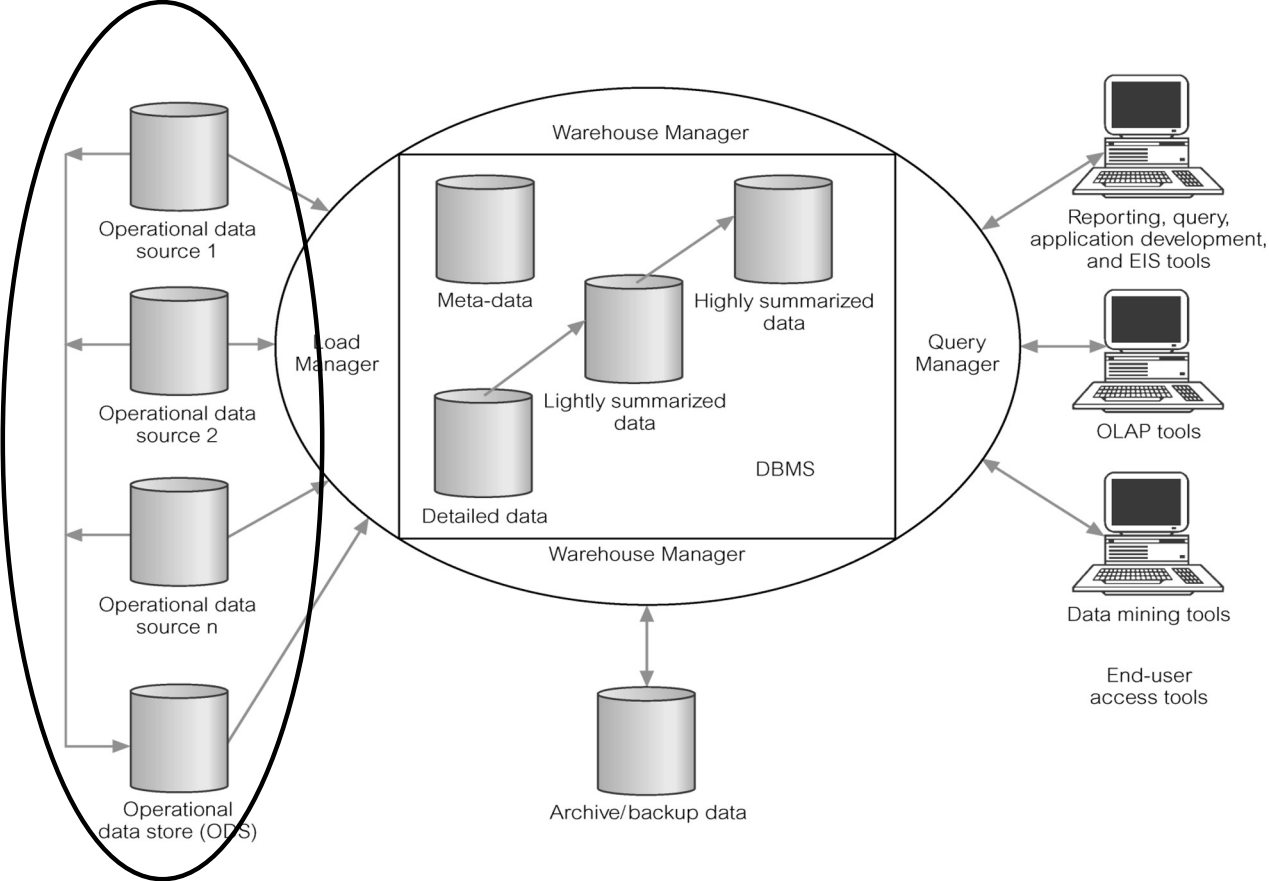 Operational data
source 1
Operational data
source 2
Operational data
source n
Operational
data store (ODS)
Load
Manager
Warehouse Manager
Meta-data
Highly summarized
data
Lightly summarized
data
Detailed data
DBMS
Warehouse Manager
Archive/backup data
Query
Manager
Reporting, query,
application development,
and EIS tools
OLAP tools
Data mining tools
End-user
access tools